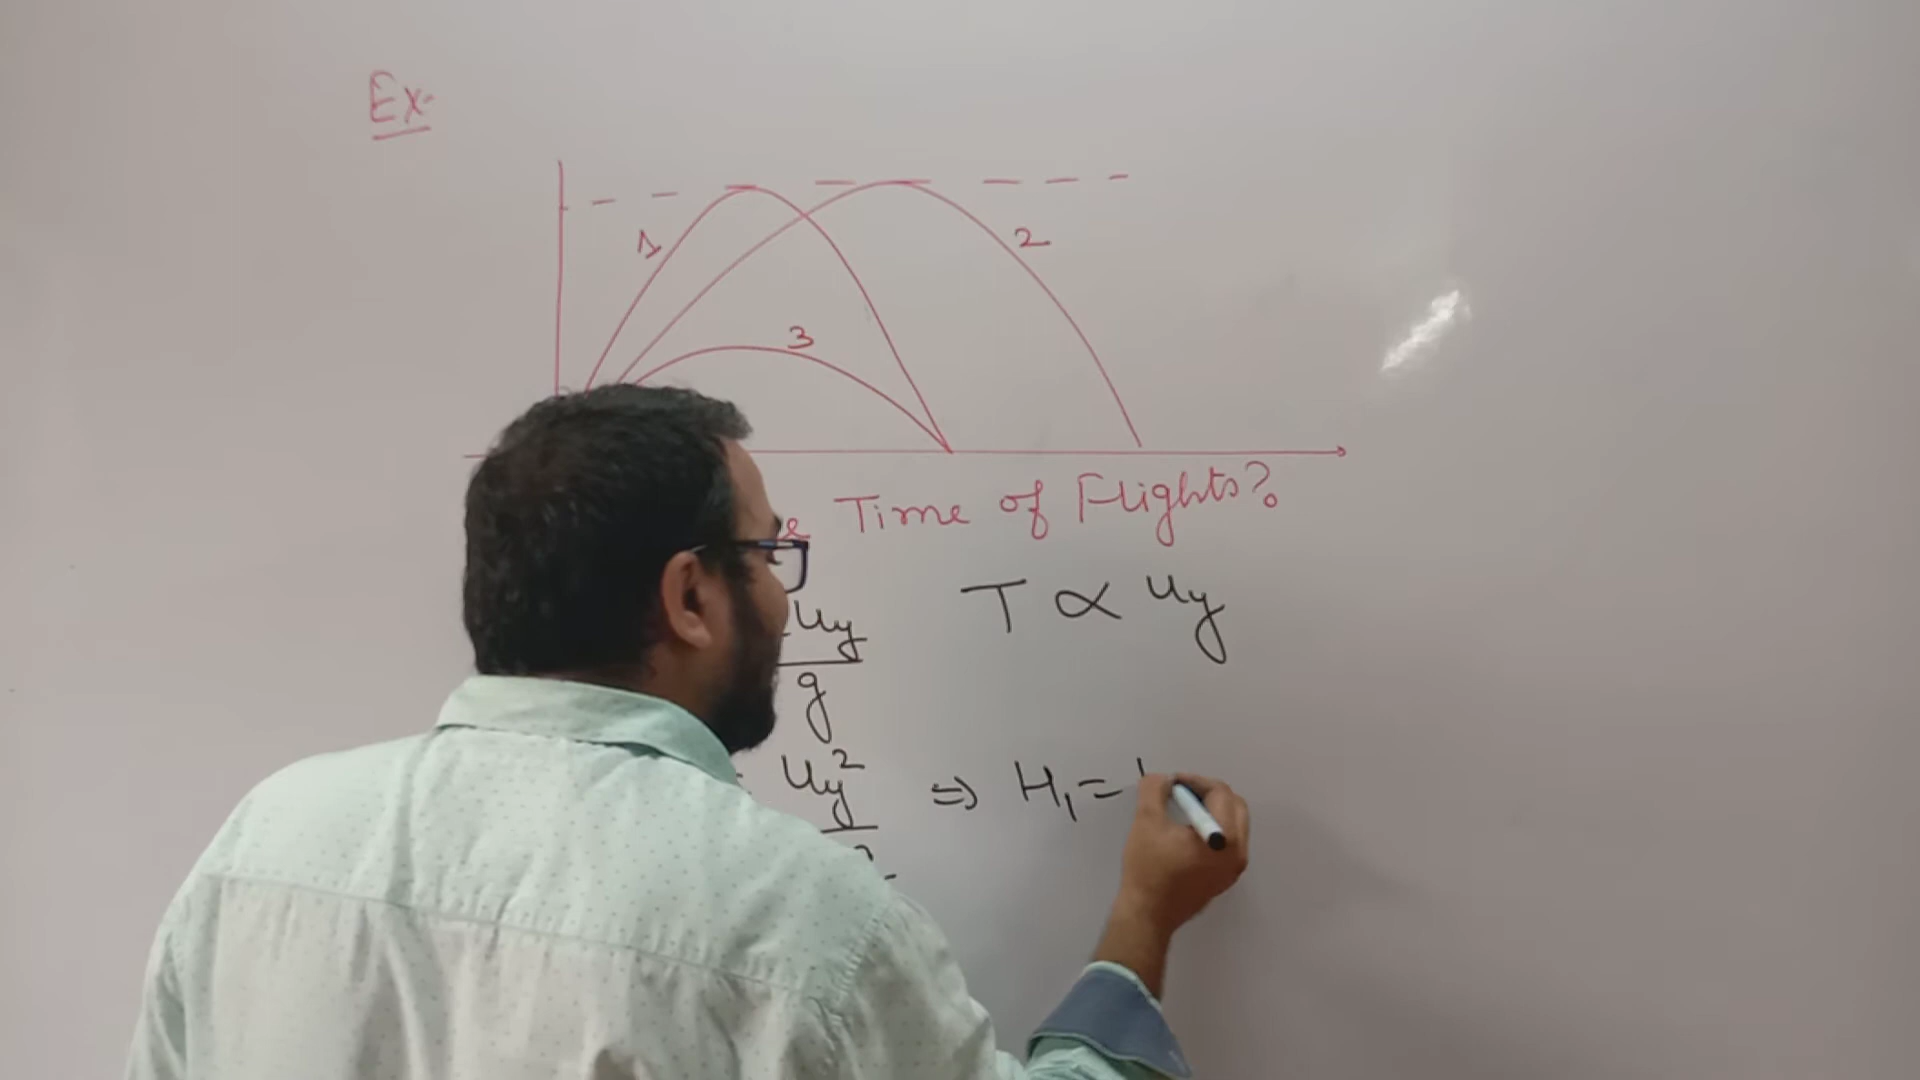 Ex.
1
2
3
Time of Flights?
uy
g
T ∝ uy
uy²
⇒ H₁ =